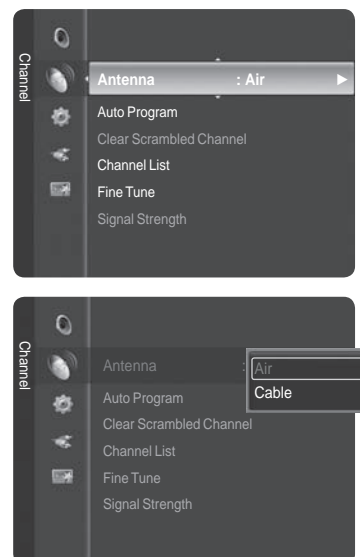 Channel
Antenna : Air
Auto Program
Clear Scrambled Channel
Channel List
Fine Tune
Signal Strength
Channel
Antenna :
Air
Cable
Auto Program
Clear Scrambled Channel
Channel List
Fine Tune
Signal Strength